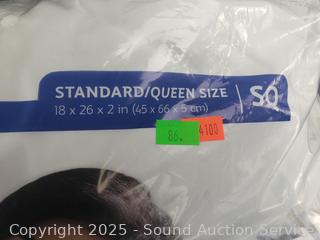 STANDARD/QUEEN SIZE | SQ
18 x 26 x 2 in (45 x 66 x 5 cm)
86.
4100
Copyright 2025 - Sound Auction Service